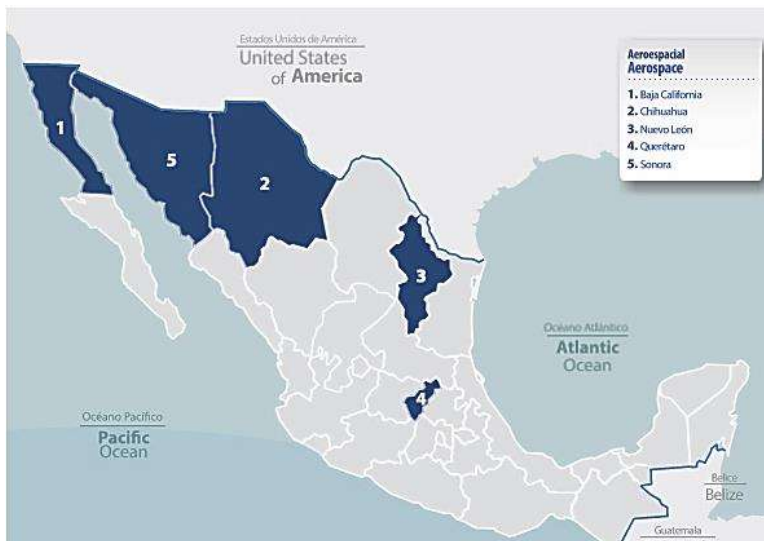 Estados Unidos de América
United States
of America
Aeroespacial
Aerospace
1. Baja California
2. Chihuahua
3. Nuevo León
4. Querétaro
5. Sonora
1
5
2
3
4
Océano Atlántico
Atlantic
Ocean
Océano Pacífico
Pacific
Ocean
Belice
Belize
Guatemala